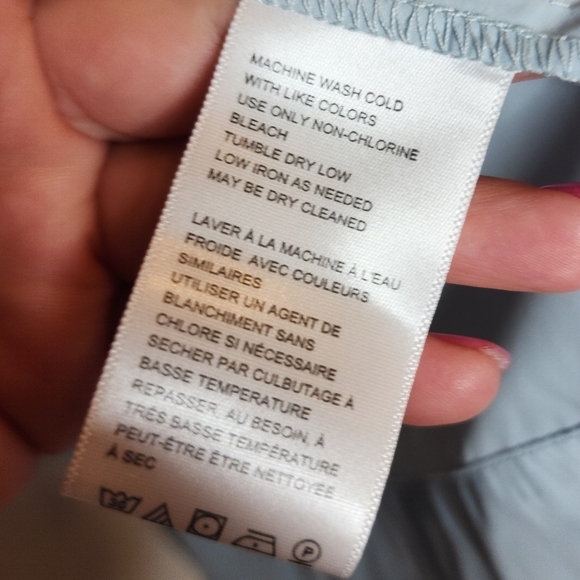 MACHINE WASH COLD
WITH LIKE COLORS
USE ONLY NON-CHLORINE
BLEACH
TUMBLE DRY LOW
LOW IRON AS NEEDED
MAY BE DRY CLEANED
LAVER À LA MACHINE À L'EAU
FROIDE AVEC COULEURS
SIMILAIRES
UTILISER UN AGENT DE
BLANCHIMENT SANS
CHLORE SI NÉCESSAIRE
SECHER PAR CULBUTAGE À
BASSE TEMPERATURE
REPASSER, AU BESOIN, À
TRÈS BASSE TEMPÉRATURE
PEUT-ÊTRE ÊTRE NETTOYÉE
À SEC
P